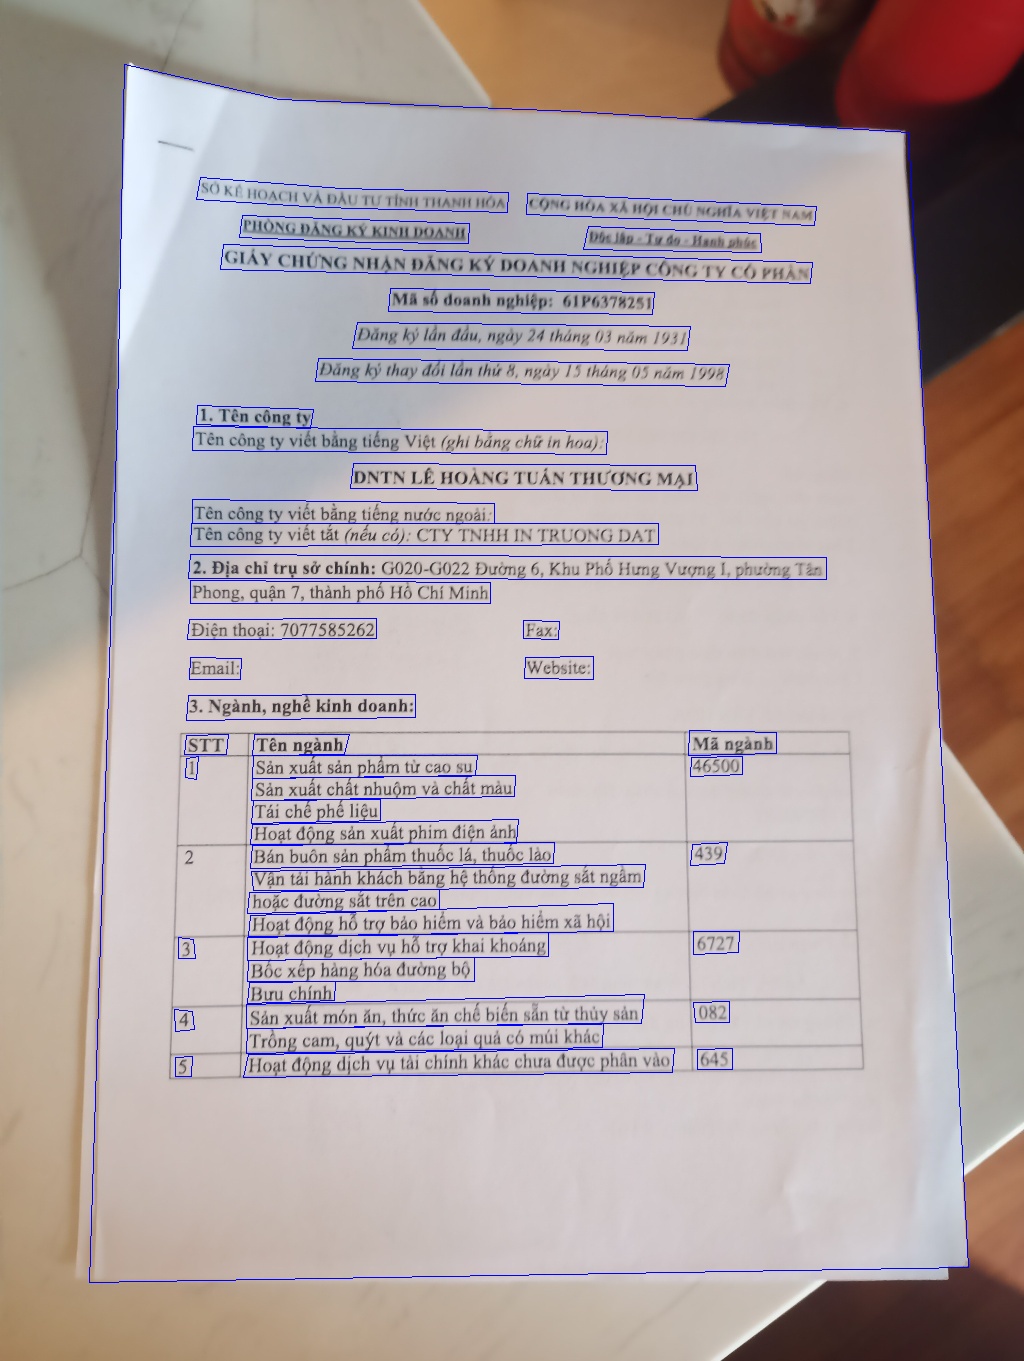 SỞ KẾ HOẠCH VÀ ĐẦU TƯ TỈNH THANH HÓA
CỘNG HÒA XÃ HỘI CHỦ NGHĨA VIỆT NAM
PHÒNG ĐĂNG KÝ KINH DOANH
Độc lập - Tự do - Hạnh phúc
GIẤY CHỨNG NHẬN ĐĂNG KÝ DOANH NGHIỆP CÔNG TY CỔ PHẦN
Mã số doanh nghiệp: 61P6378251
Đăng ký lần đầu, ngày 24 tháng 03 năm 1931
Đăng ký thay đổi lần thứ 8, ngày 15 tháng 05 năm 1998
1. Tên công ty
Tên công ty viết bằng tiếng Việt (ghi bằng chữ in hoa):
DNTN LÊ HOÀNG TUẤN THƯƠNG MẠI
Tên công ty viết bằng tiếng nước ngoài:
Tên công ty viết tắt (nếu có): CTY TNHH IN TRUONG DAT
2. Địa chỉ trụ sở chính: G020-G022 Đường 6, Khu Phố Hưng Vượng 1, phường Tân
Phong, quận 7, thành phố Hồ Chí Minh
Điện thoại: 7077585262
Fax:
Email:
Website:
3. Ngành, nghề kinh doanh:
STT
Tên ngành
Mã ngành
1
Sản xuất sản phẩm từ cao su
46500
Sản xuất chất nhuộm và chất màu
Tái chế phế liệu
Hoạt động sản xuất phim điện ảnh
2
Bán buôn sản phẩm thuốc lá, thuốc lào
439
Vận tải hành khách bằng hệ thống đường sắt ngầm
hoặc đường sắt trên cao
Hoạt động hỗ trợ bảo hiểm và bảo hiểm xã hội
3
Hoạt động dịch vụ hỗ trợ khai khoáng
6727
Bốc xếp hàng hóa đường bộ
Bưu chính
4
Sản xuất món ăn, thức ăn chế biến sẵn từ thủy sản
082
Trồng cam, quýt và các loại quả có múi khác
5
Hoạt động dịch vụ tài chính khác chưa được phân vào
645